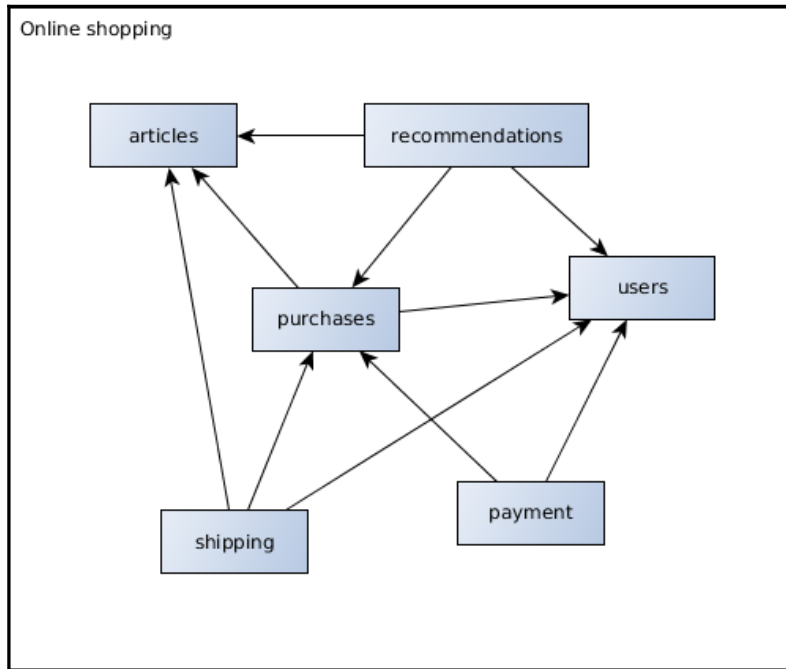 Online shopping
articles
recommendations
users
purchases
payment
shipping